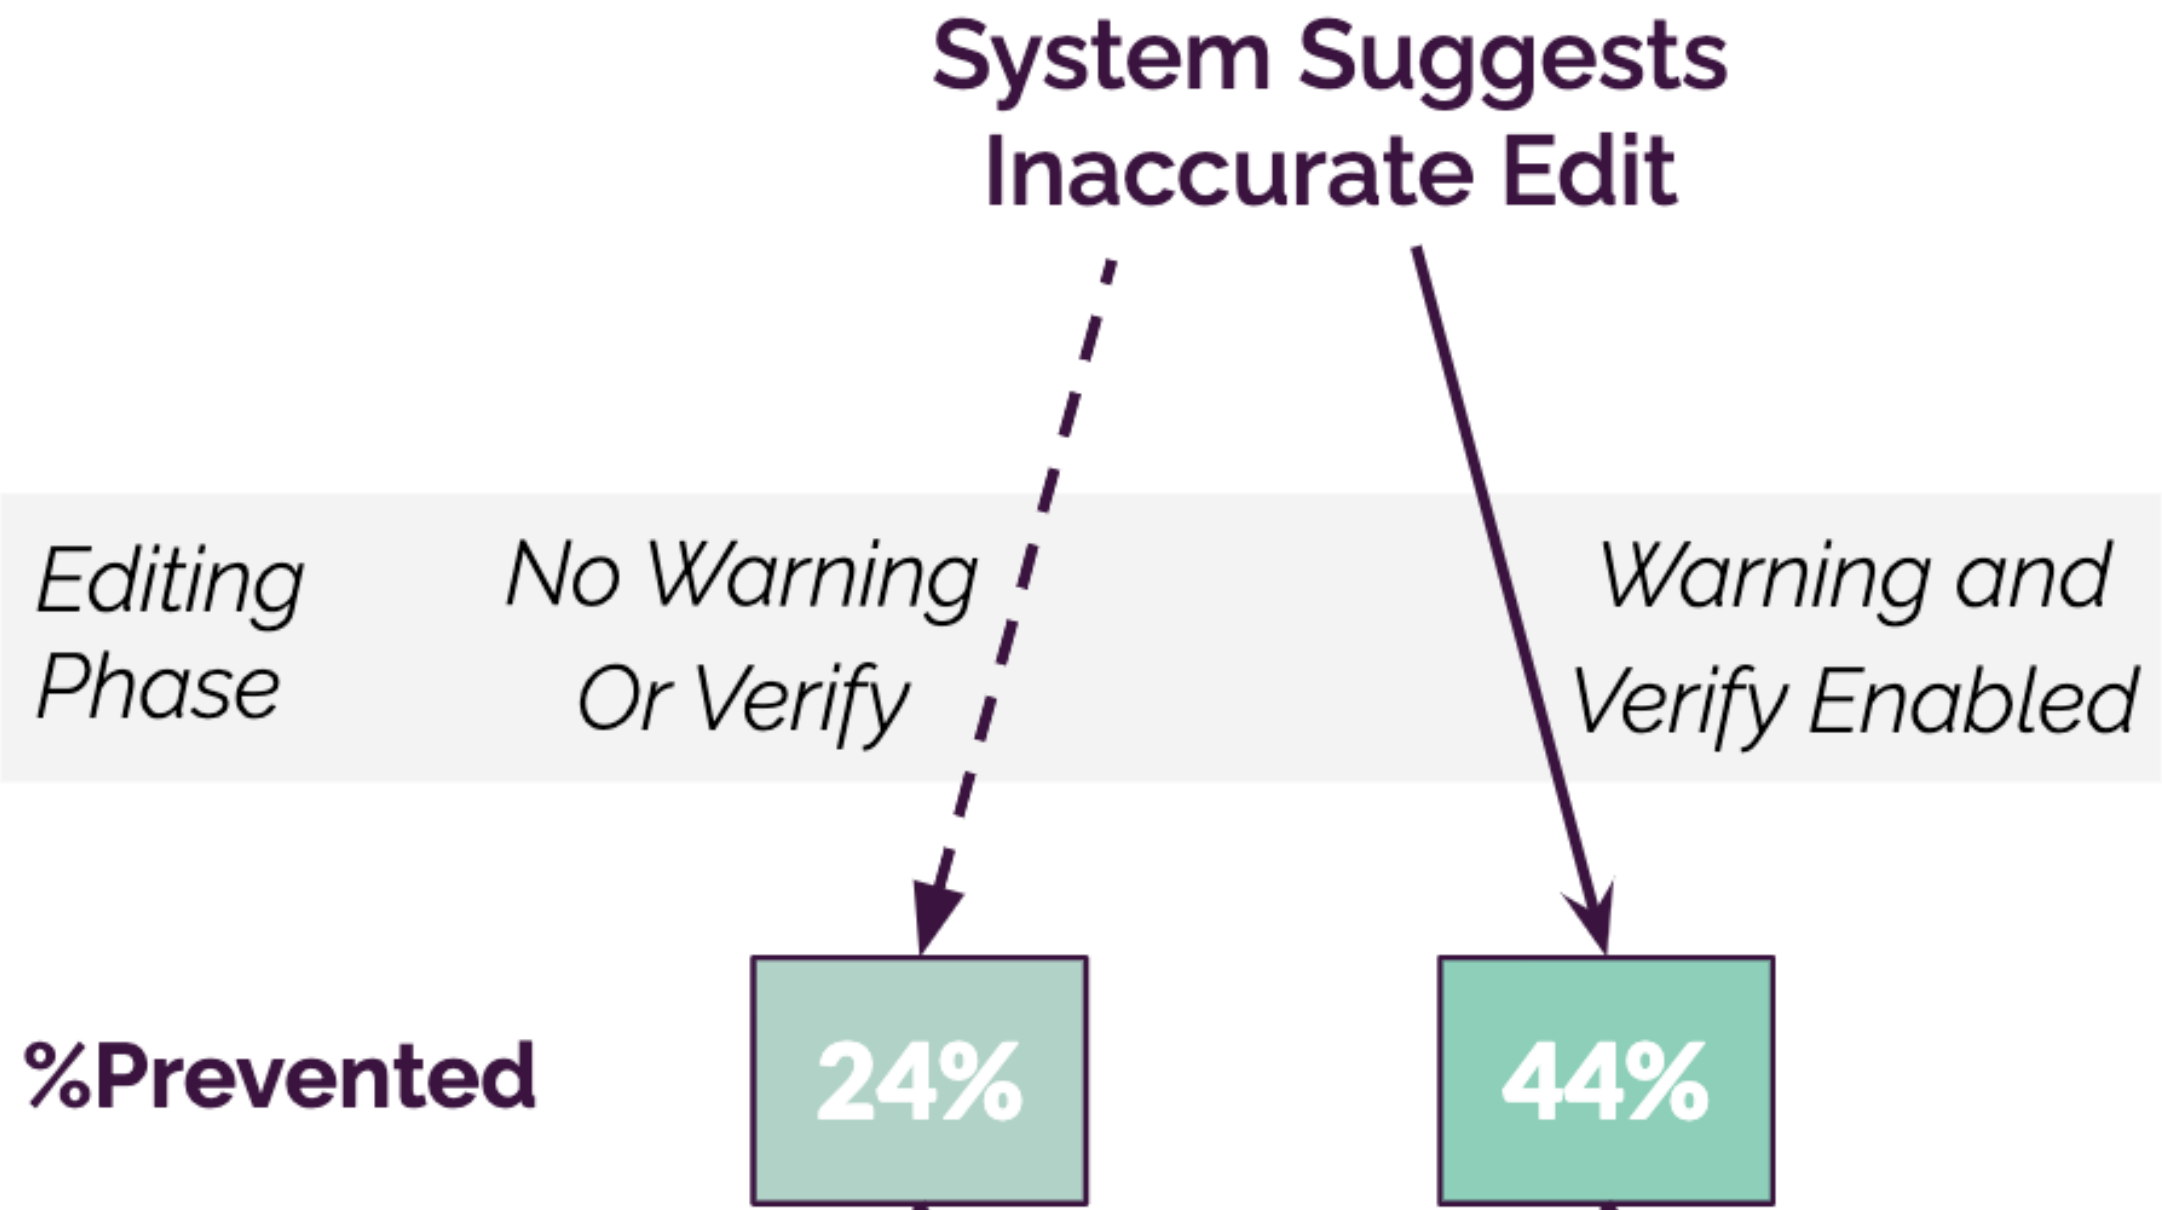 System Suggests
Inaccurate Edit
Editing
Phase
No Warning
Or Verify
Warning and
Verify Enabled
%Prevented
24%
44%